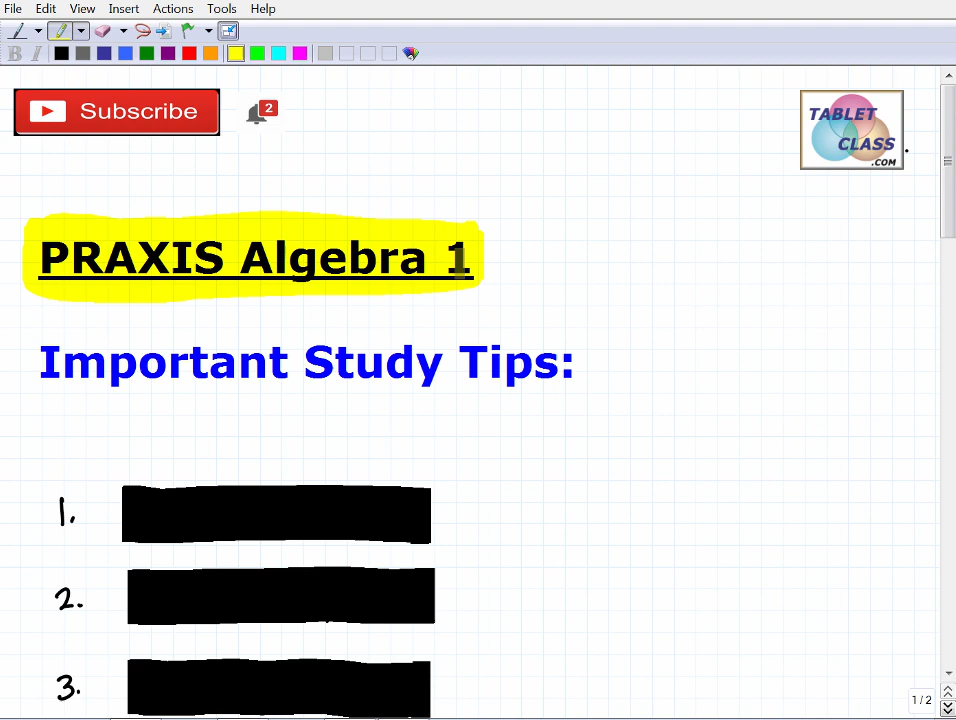 File Edit View Insert Actions Tools Help
B I
Subscribe
2
TABLET
CLASS
.COM
.
PRAXIS Algebra 1
Important Study Tips:
1.
2.
3.
1 / 2